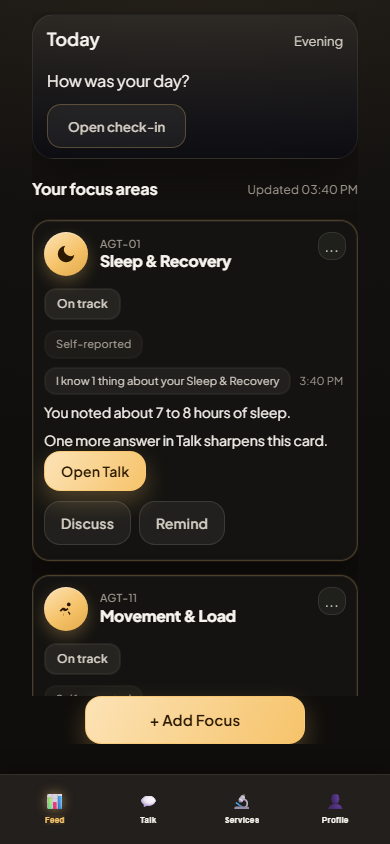 Today
Evening
How was your day?
Open check-in
Your focus areas
Updated 03:40 PM
AGT-01
Sleep & Recovery
...
On track
Self-reported
I know 1 thing about your Sleep & Recovery
3:40 PM
You noted about 7 to 8 hours of sleep.
One more answer in Talk sharpens this card.
Open Talk
Discuss
Remind
AGT-11
Movement & Load
...
On track
+ Add Focus
Feed
Talk
Services
Profile